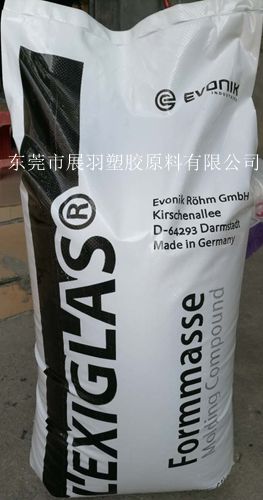 EVONIK
INDUSTRIES
东莞市展羽塑胶原料有限公司
Evonik Röhm GmbH
Kirschenallee
D-64293 Darmstadt
Made in Germany
LEXIGLAS®
Formmasse
Molding Compound